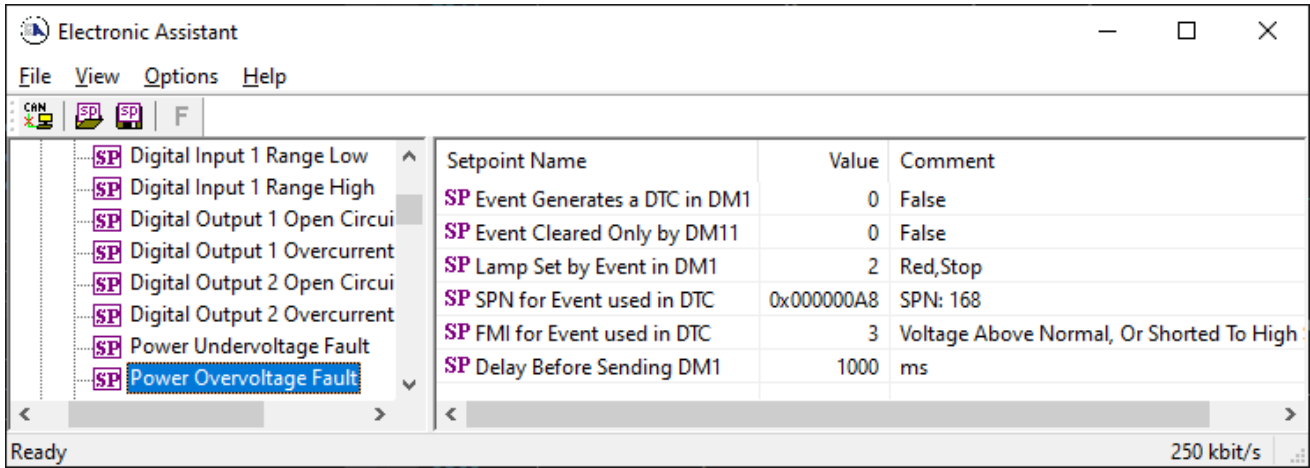 Electronic Assistant
File View Options Help
CAN SP SP F
SP Digital Input 1 Range Low
SP Digital Input 1 Range High
SP Digital Output 1 Open Circui
SP Digital Output 1 Overcurrent
SP Digital Output 2 Open Circui
SP Digital Output 2 Overcurrent
SP Power Undervoltage Fault
SP Power Overvoltage Fault
Setpoint Name Value Comment
SP Event Generates a DTC in DM1 0 False
SP Event Cleared Only by DM11 0 False
SP Lamp Set by Event in DM1 2 Red,Stop
SP SPN for Event used in DTC 0x000000A8 SPN: 168
SP FMI for Event used in DTC 3 Voltage Above Normal, Or Shorted To High
SP Delay Before Sending DM1 1000 ms
Ready 250 kbit/s